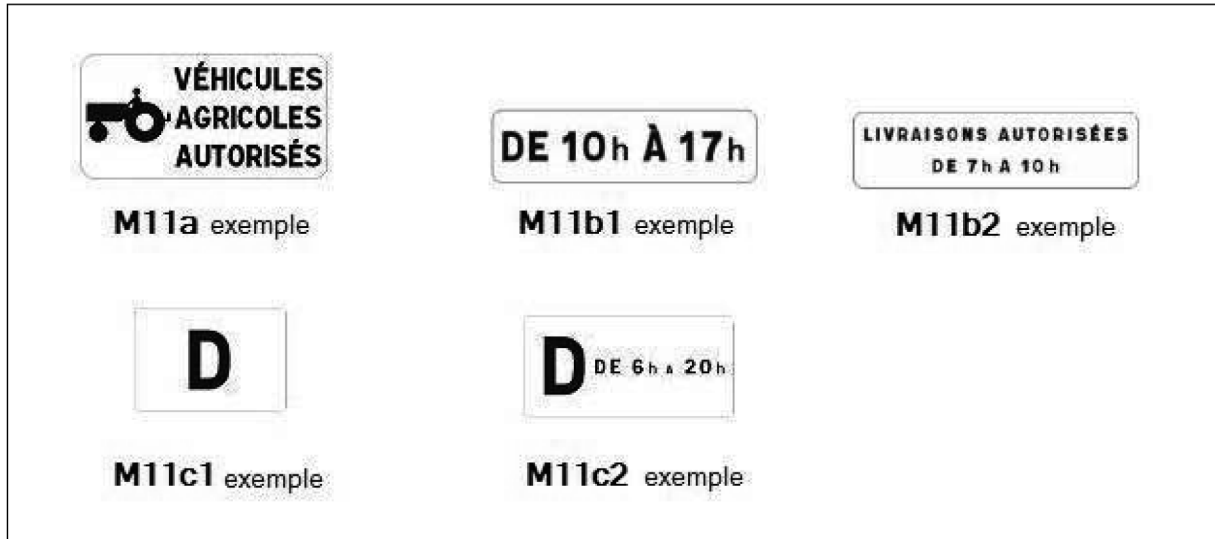 VÉHICULES
AGRICOLES
AUTORISÉS
M11a exemple
DE 10h À 17h
M11b1 exemple
LIVRAISONS AUTORISÉES
DE 7h A 10h
M11b2 exemple
D
M11c1 exemple
D DE 6h A 20h
M11c2 exemple